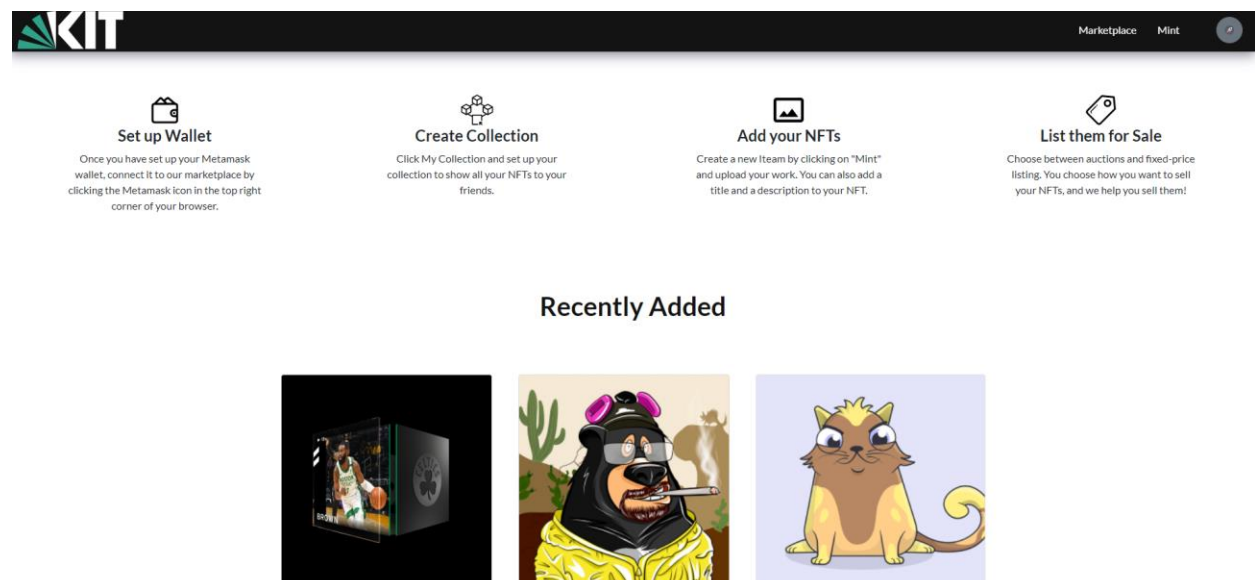 KIT
Marketplace Mint
Set up Wallet
Once you have set up your Metamask
wallet, connect it to our marketplace by
clicking the Metamask icon in the top right
corner of your browser.
Create Collection
Click My Collection and set up your
collection to show all your NFTs to your
friends.
Add your NFTs
Create a new Iteam by clicking on "Mint"
and upload your work. You can also add a
title and a description to your NFT.
List them for Sale
Choose between auctions and fixed-price
listing. You choose how you want to sell
your NFTs, and we help you sell them!
Recently Added
BROWN
CELTICS